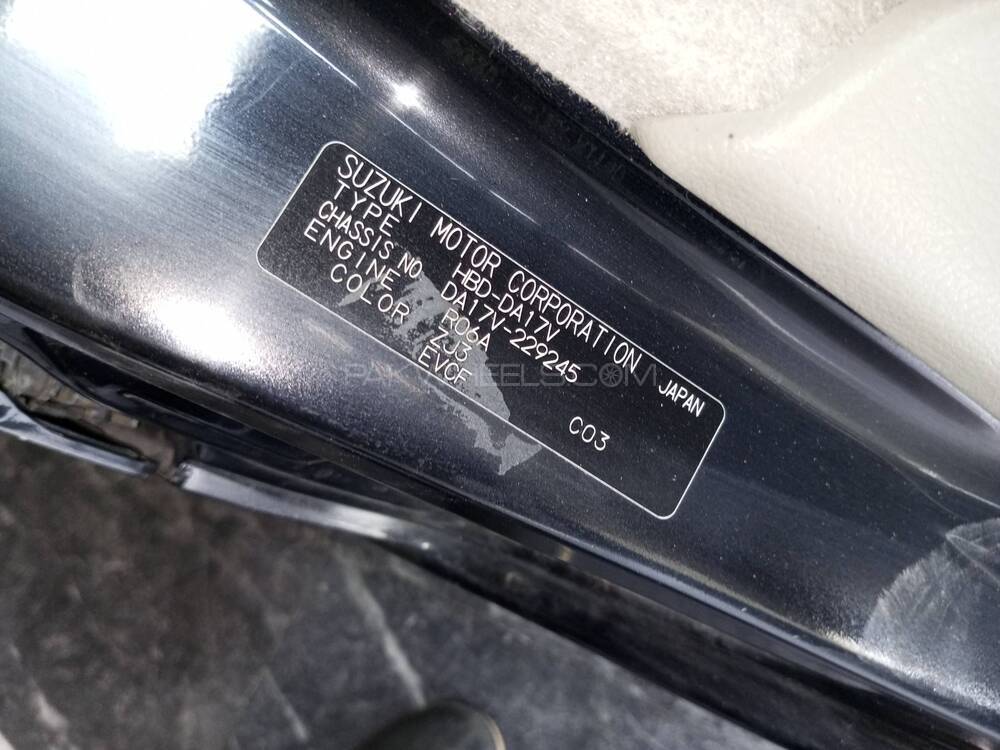 SUZUKI MOTOR CORPORATION JAPAN
TYPE HBD-DA17V
CHASSIS NO. DA17V-229245
ENGINE R06A
COLOR ZJ3 C03
EVCF
PAKWHEELS.COM